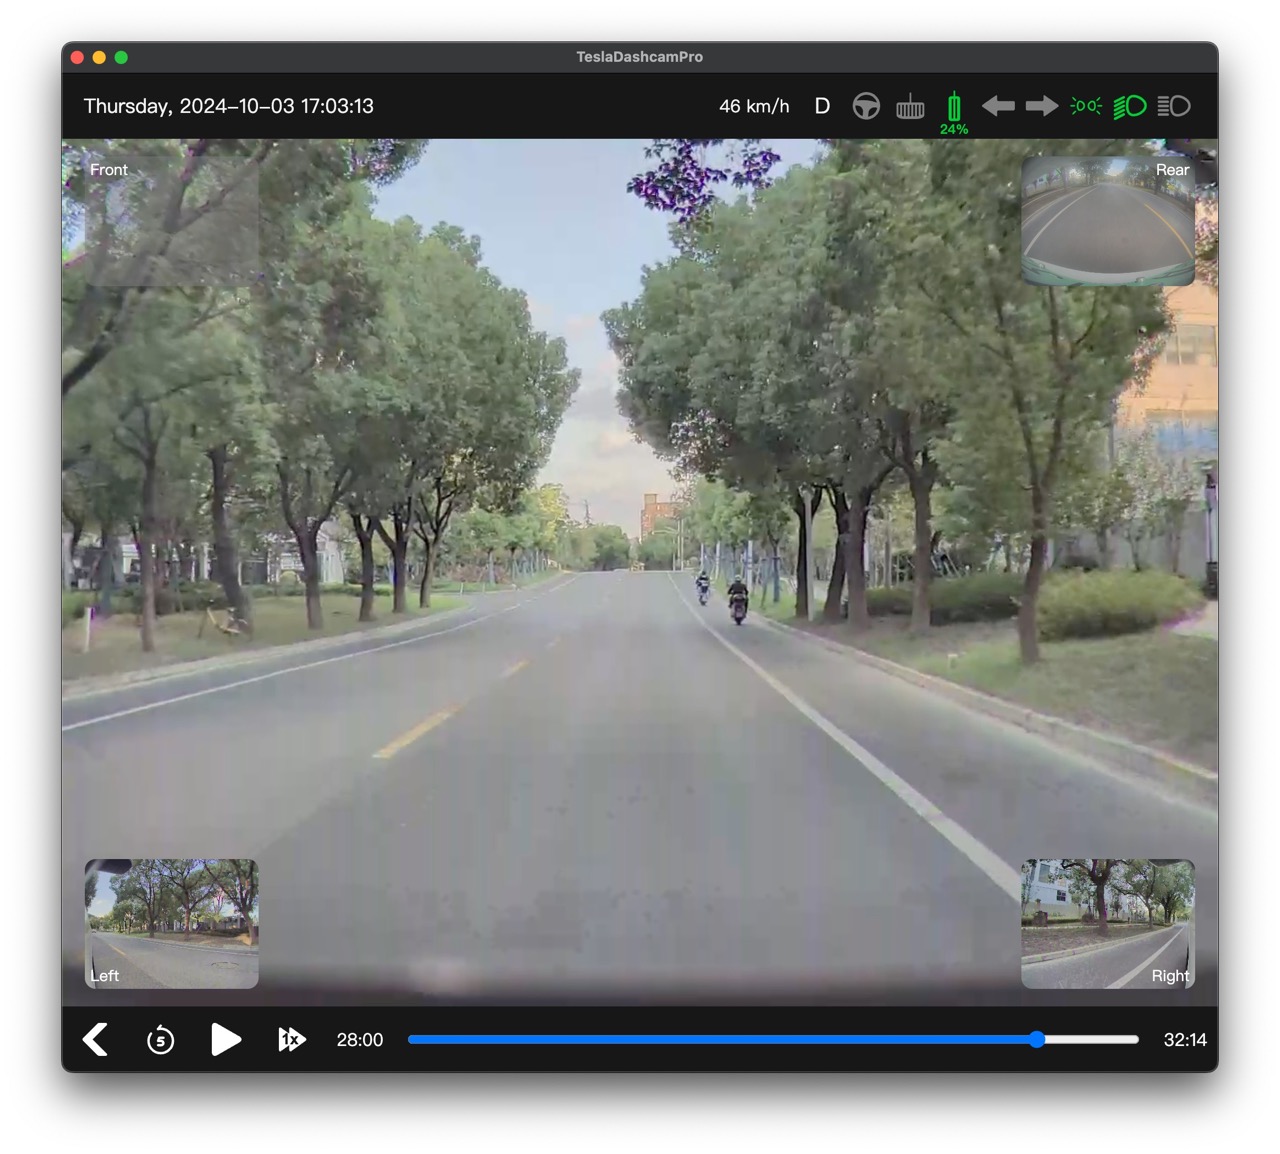 TeslaDashcamPro
Thursday, 2024-10-03 17:03:13
46 km/h
D
24%
Front
Rear
Left
Right
5
1x
28:00
32:14